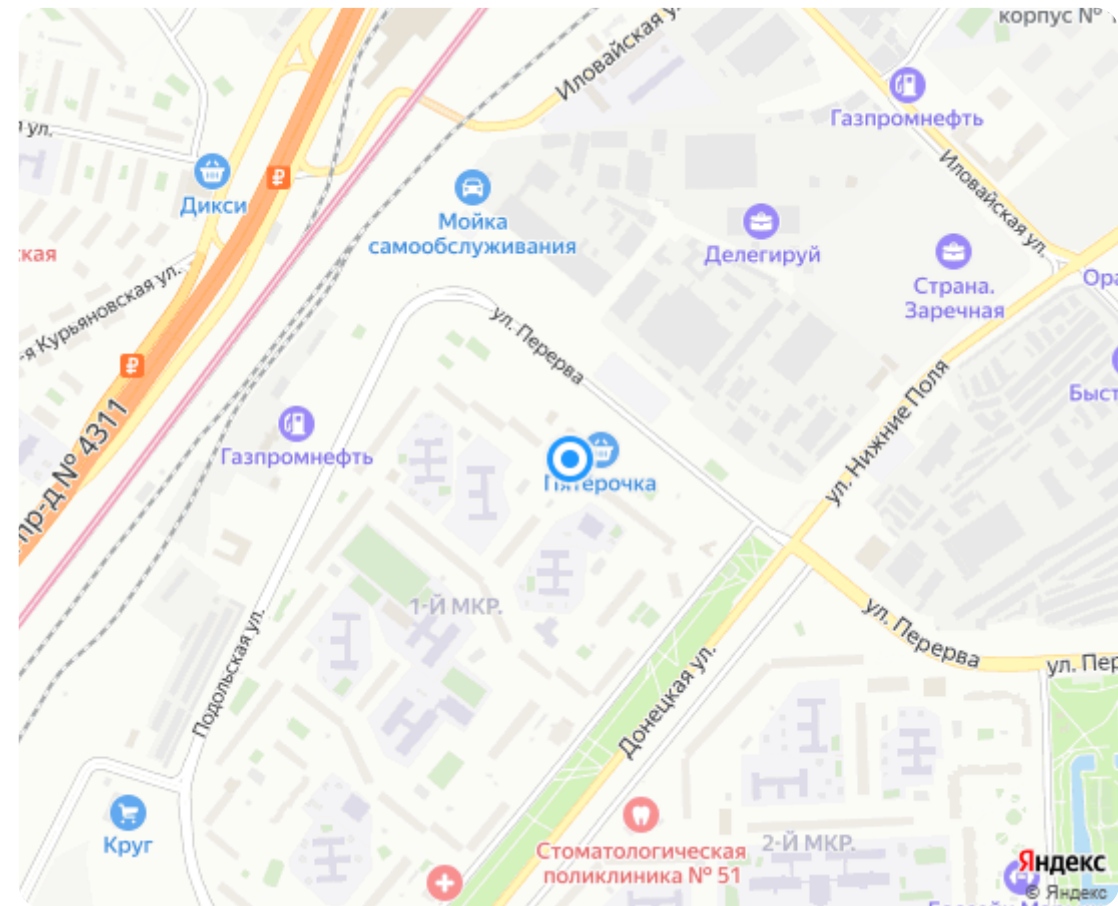 корпус №
Иловайская у
Газпромнефть
ул.
Иловайская ул.
Дикси
Мойка
самообслуживания
Делегируй
ская
Страна.
Заречная
Ора
-я Курьяновская ул.
ул. Перерва
Быст
ул. Нижние Поля
пр-д № 4311
Газпромнефть
Пятёрочка
1-Й МКР.
ул. Перерва
ул. Пер
Подольская ул.
Донецкая ул.
Круг
Стоматологическая
поликлиника № 51
2-Й МКР.
Яндекс
© Яндекс